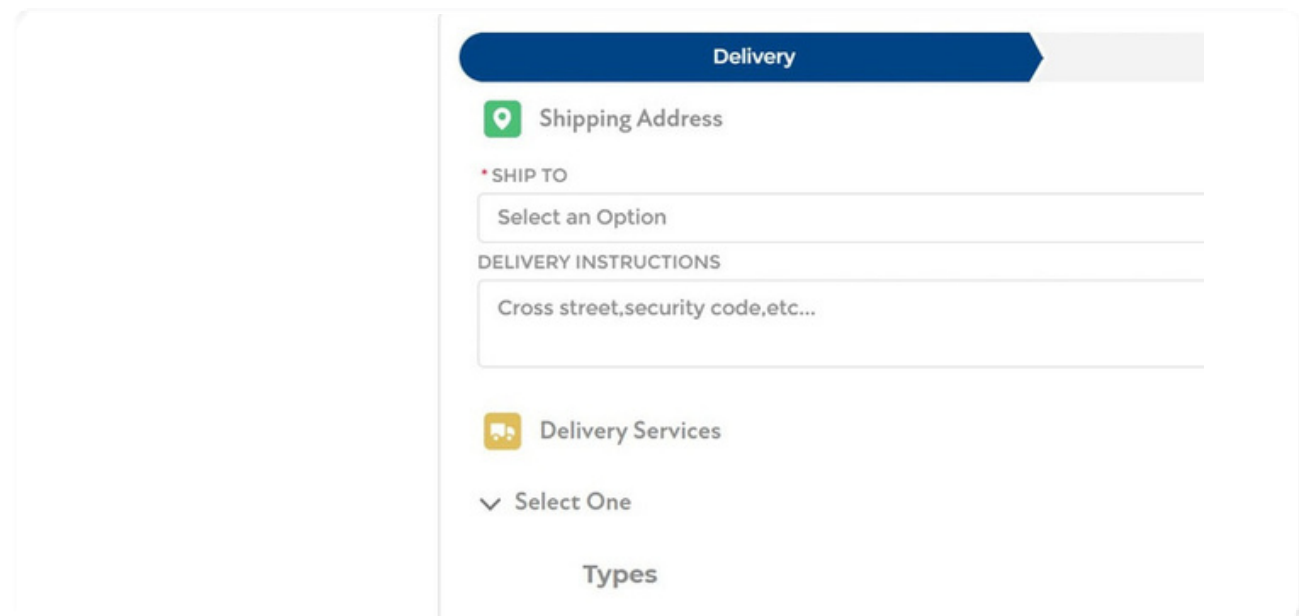 Delivery
Shipping Address
* SHIP TO
Select an Option
DELIVERY INSTRUCTIONS
Cross street,security code,etc...
Delivery Services
Select One
Types